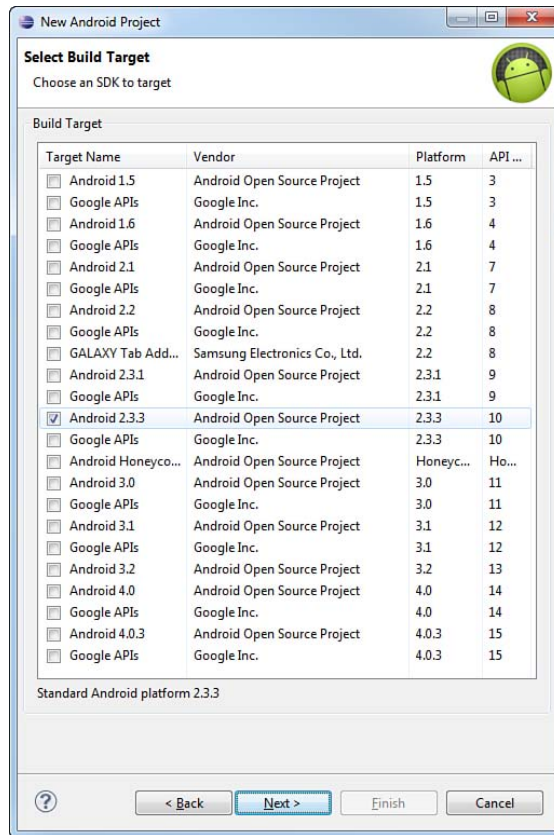 New Android Project
Select Build Target
Choose an SDK to target
Build Target
Target Name Vendor Platform API ...
Android 1.5 Android Open Source Project 1.5 3
Google APIs Google Inc. 1.5 3
Android 1.6 Android Open Source Project 1.6 4
Google APIs Google Inc. 1.6 4
Android 2.1 Android Open Source Project 2.1 7
Google APIs Google Inc. 2.1 7
Android 2.2 Android Open Source Project 2.2 8
Google APIs Google Inc. 2.2 8
GALAXY Tab Add... Samsung Electronics Co., Ltd. 2.2 8
Android 2.3.1 Android Open Source Project 2.3.1 9
Google APIs Google Inc. 2.3.1 9
Android 2.3.3 Android Open Source Project 2.3.3 10
Google APIs Google Inc. 2.3.3 10
Android Honeyco... Android Open Source Project Honeyc... Ho...
Android 3.0 Android Open Source Project 3.0 11
Google APIs Google Inc. 3.0 11
Android 3.1 Android Open Source Project 3.1 12
Google APIs Google Inc. 3.1 12
Android 3.2 Android Open Source Project 3.2 13
Android 4.0 Android Open Source Project 4.0 14
Google APIs Google Inc. 4.0 14
Android 4.0.3 Android Open Source Project 4.0.3 15
Google APIs Google Inc. 4.0.3 15
Standard Android platform 2.3.3
? < Back Next > Finish Cancel